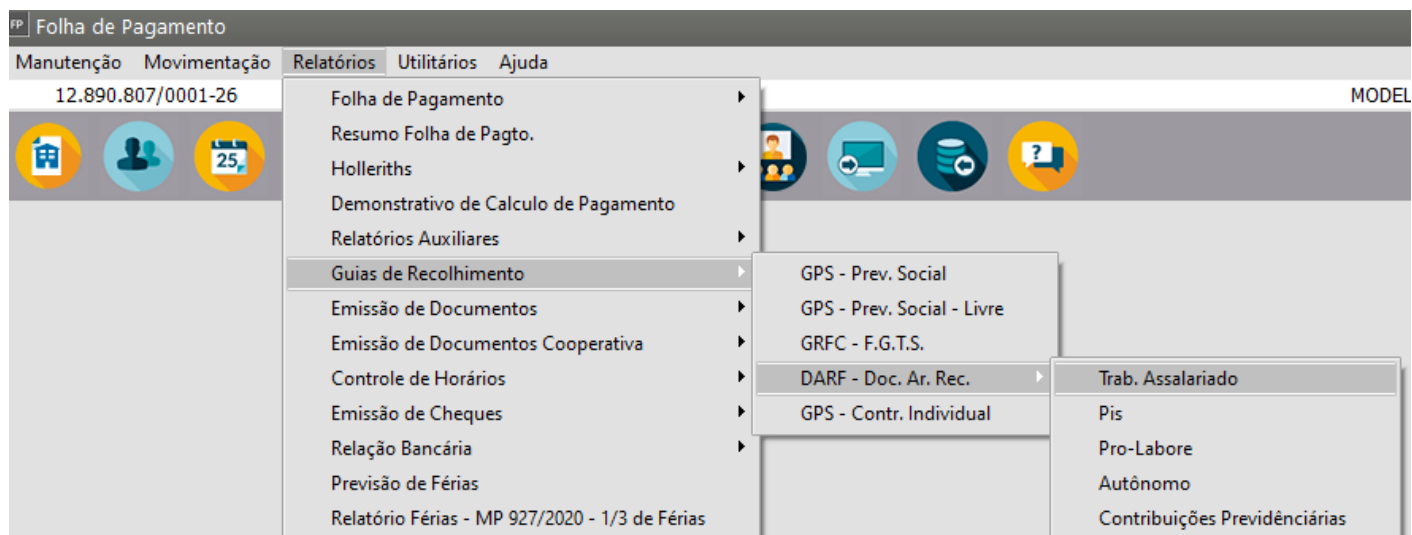 FP Folha de Pagamento
Manutenção Movimentação Relatórios Utilitários Ajuda
12.890.807/0001-26 MODEL
25
?
Folha de Pagamento
Resumo Folha de Pagto.
Holleriths
Demonstrativo de Calculo de Pagamento
Relatórios Auxiliares
Guias de Recolhimento
Emissão de Documentos
Emissão de Documentos Cooperativa
Controle de Horários
Emissão de Cheques
Relação Bancária
Previsão de Férias
Relatório Férias - MP 927/2020 - 1/3 de Férias
GPS - Prev. Social
GPS - Prev. Social - Livre
GRFC - F.G.T.S.
DARF - Doc. Ar. Rec.
GPS - Contr. Individual
Trab. Assalariado
Pis
Pro-Labore
Autônomo
Contribuições Previdênciárias